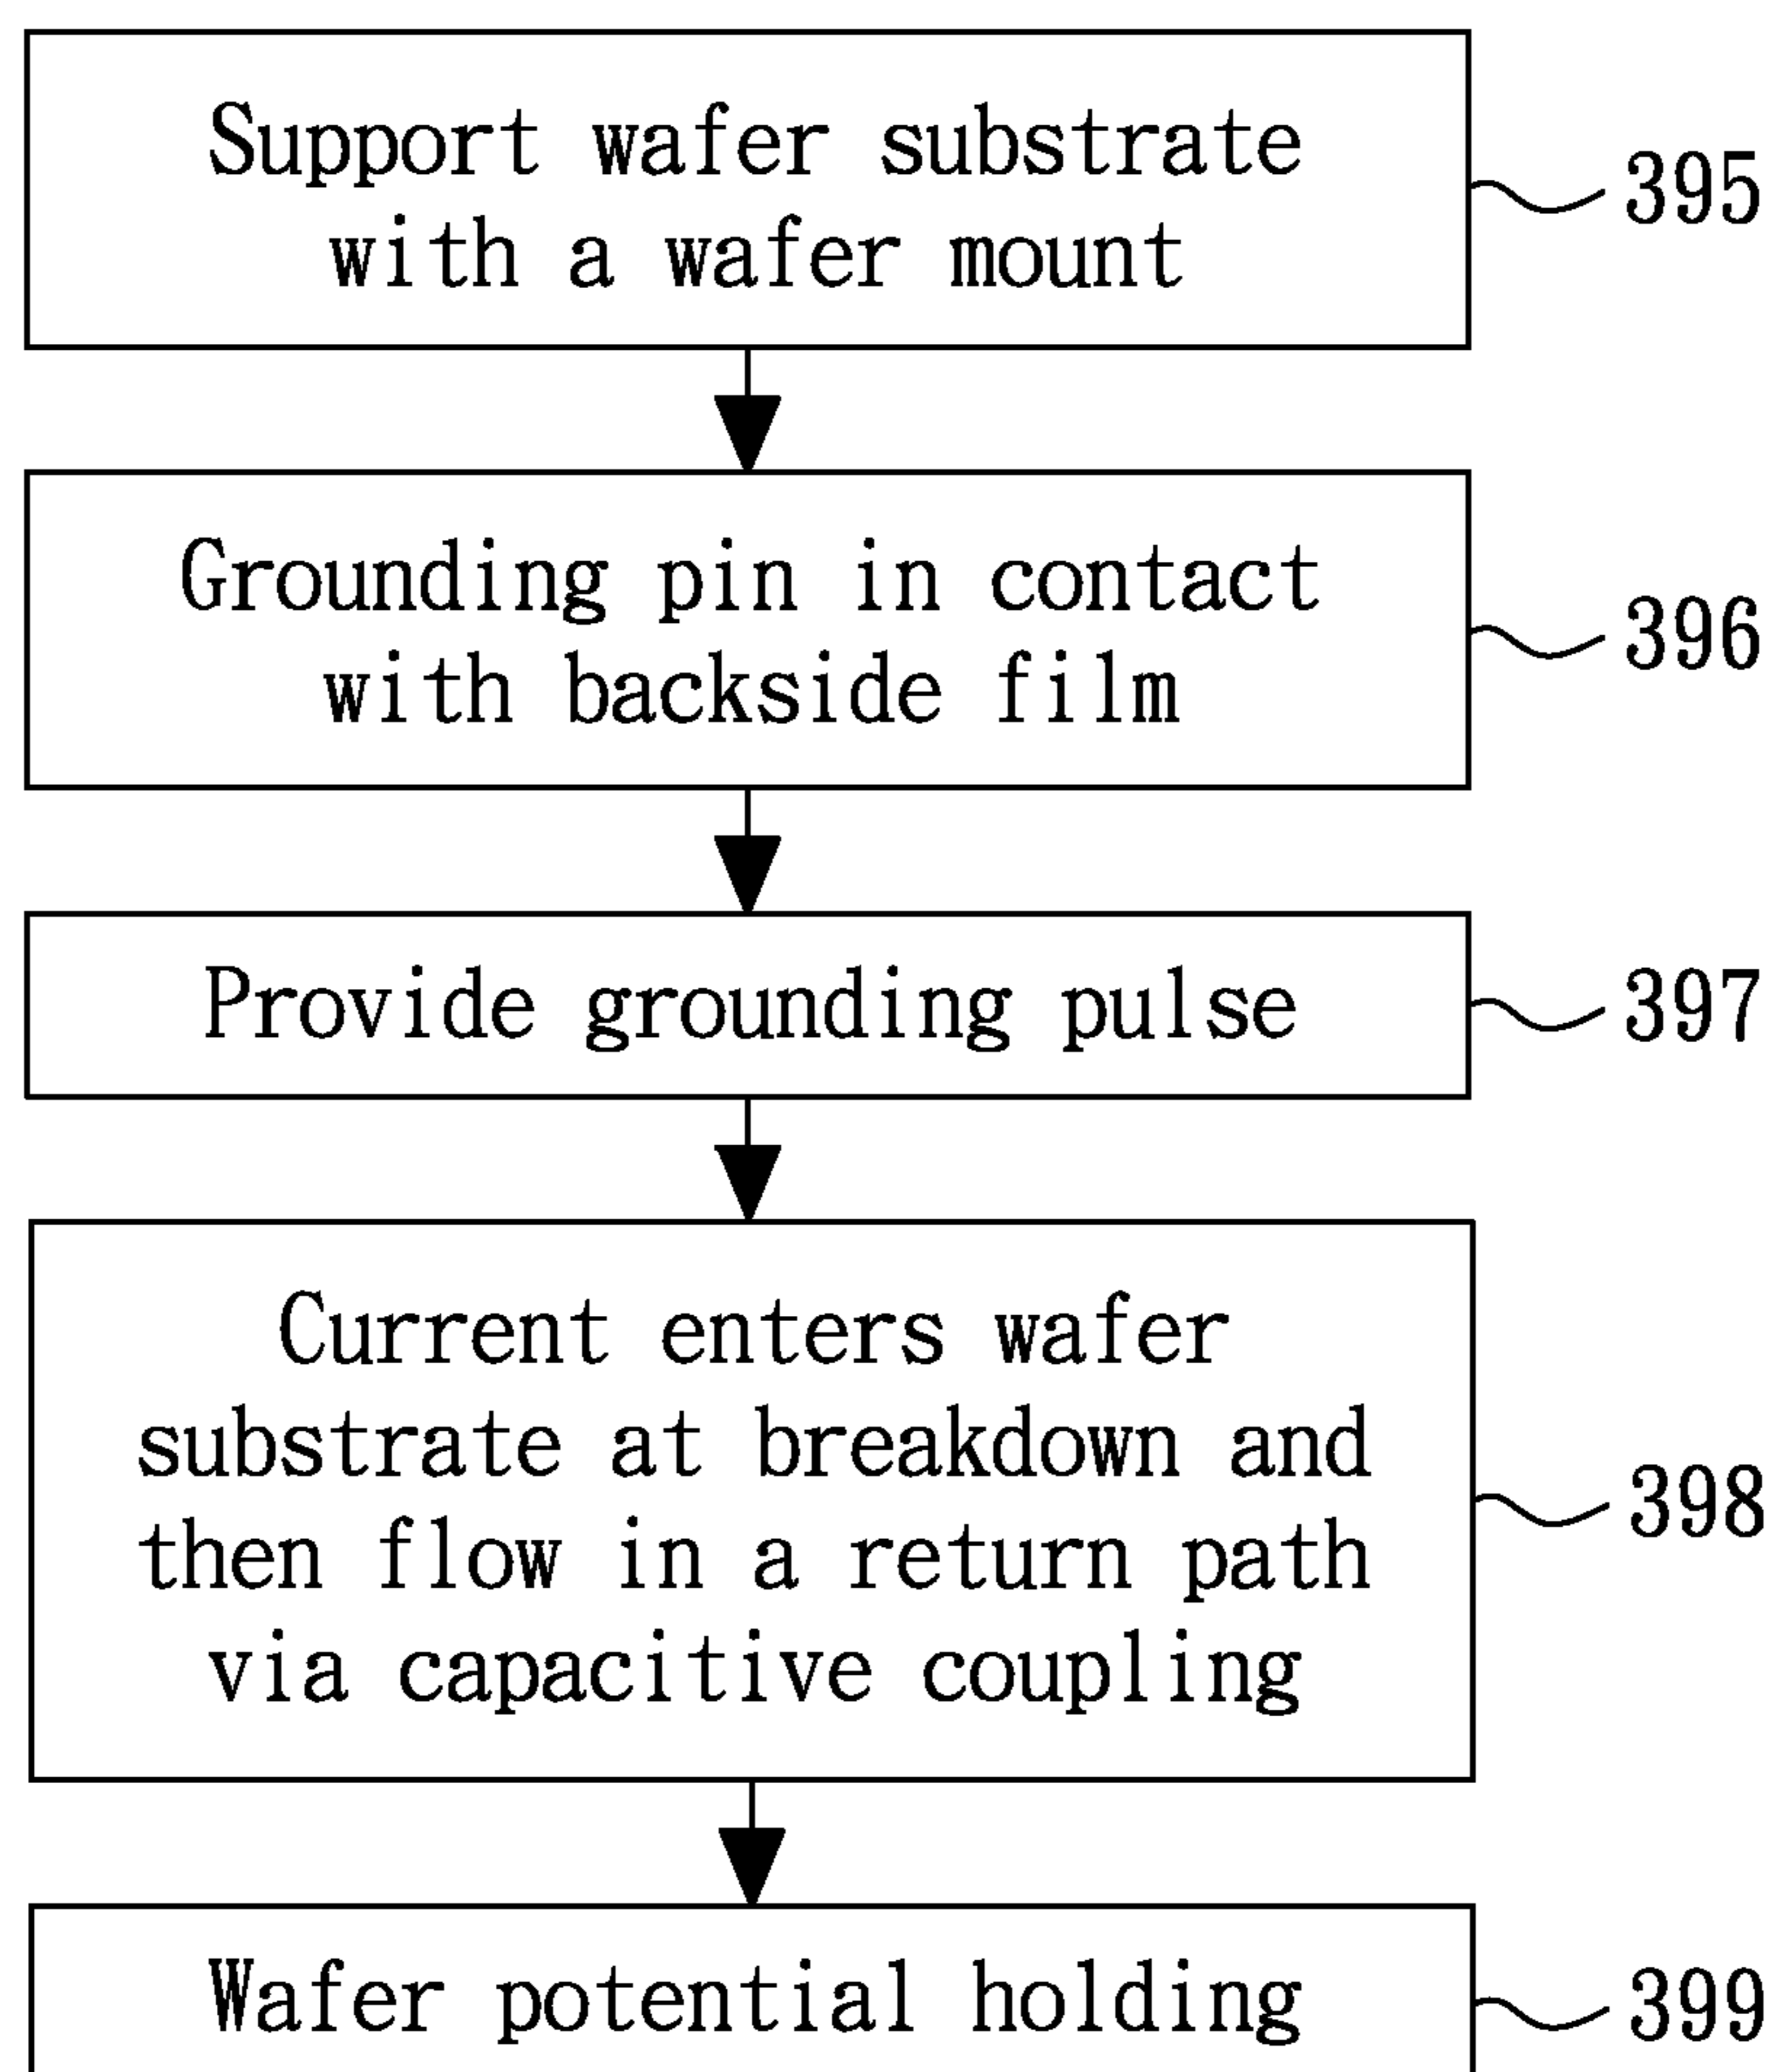 Support wafer substrate
with a wafer mount
395
Grounding pin in contact
with backside film
396
Provide grounding pulse
397
Current enters wafer
substrate at breakdown and
then flow in a return path
via capacitive coupling
398
Wafer potential holding
399